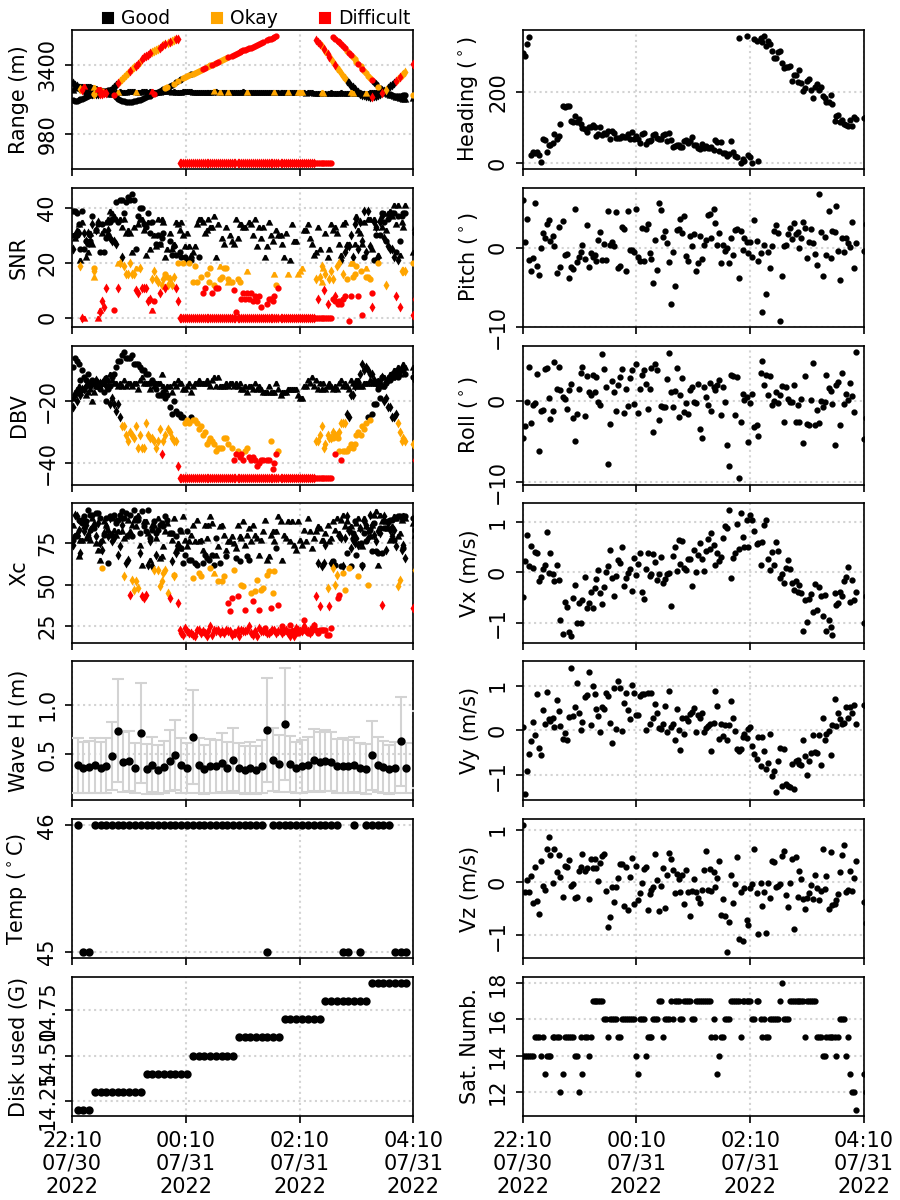 Good Okay Difficult
Range (m)
3400
980
Heading (°)
200
0
SNR
40
20
0
Pitch (°)
0
−10
DBV
−20
−40
Roll (°)
0
−10
Xc
75
50
25
Vx (m/s)
1
0
−1
Wave H (m)
1.0
0.5
Vy (m/s)
1
0
−1
Temp (°C)
46
45
Vz (m/s)
1
0
−1
Disk used (G)
14.75
14.50
14.25
Sat. Numb.
18
16
14
12
22:10 00:10 02:10 04:10
07/30 07/31 07/31 07/31
2022 2022 2022 2022
22:10 00:10 02:10 04:10
07/30 07/31 07/31 07/31
2022 2022 2022 2022